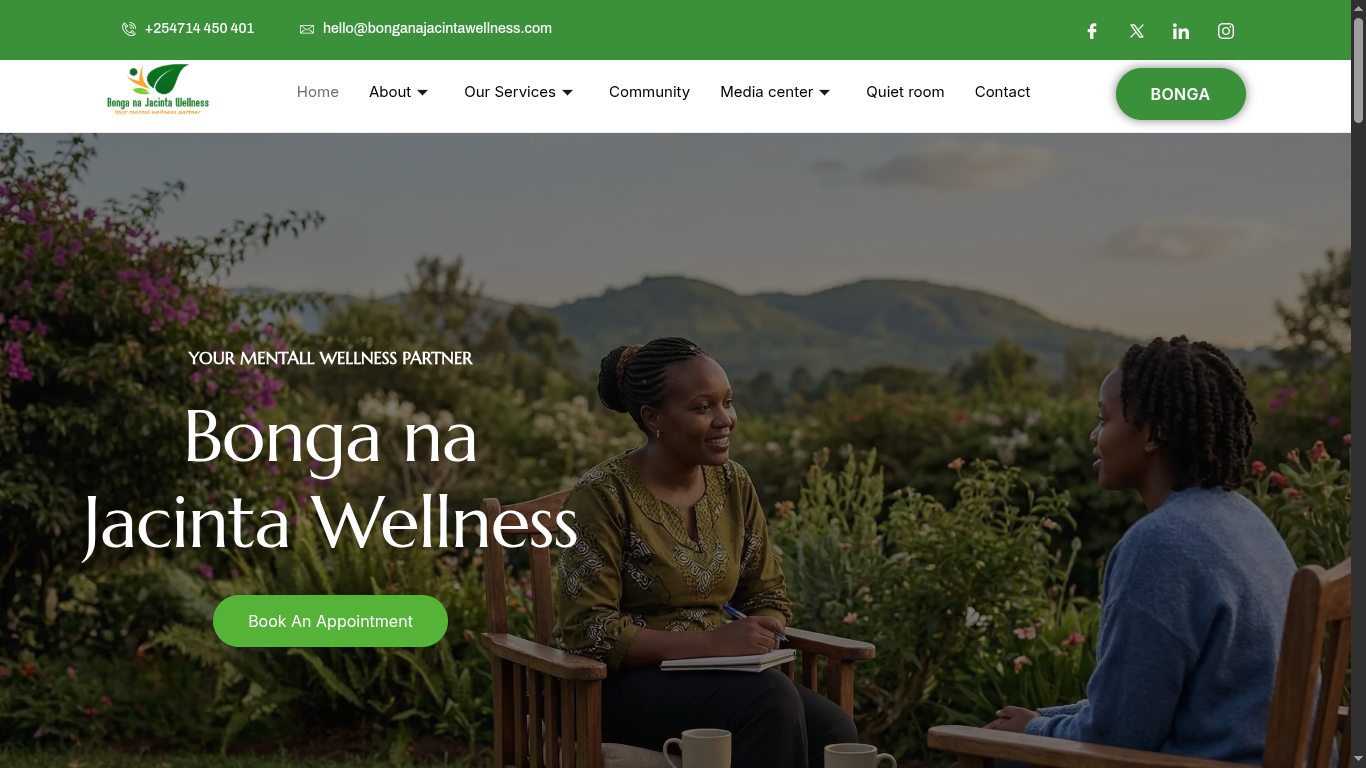 +254714 450 401
hello@bonganajacintawellness.com
Bonga na Jacinta Wellness
Your mental wellness partner
Home
About
Our Services
Community
Media center
Quiet room
Contact
BONGA
YOUR MENTALL WELLNESS PARTNER
Bonga na
Jacinta Wellness
Book An Appointment